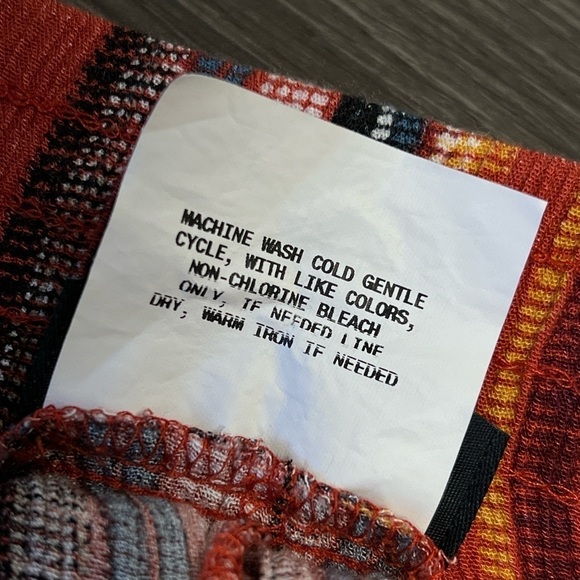 MACHINE WASH COLD GENTLE
CYCLE, WITH LIKE COLORS,
NON-CHLORINE BLEACH
ONLY, IF NEEDED LINE
DRY, WARM IRON IF NEEDED